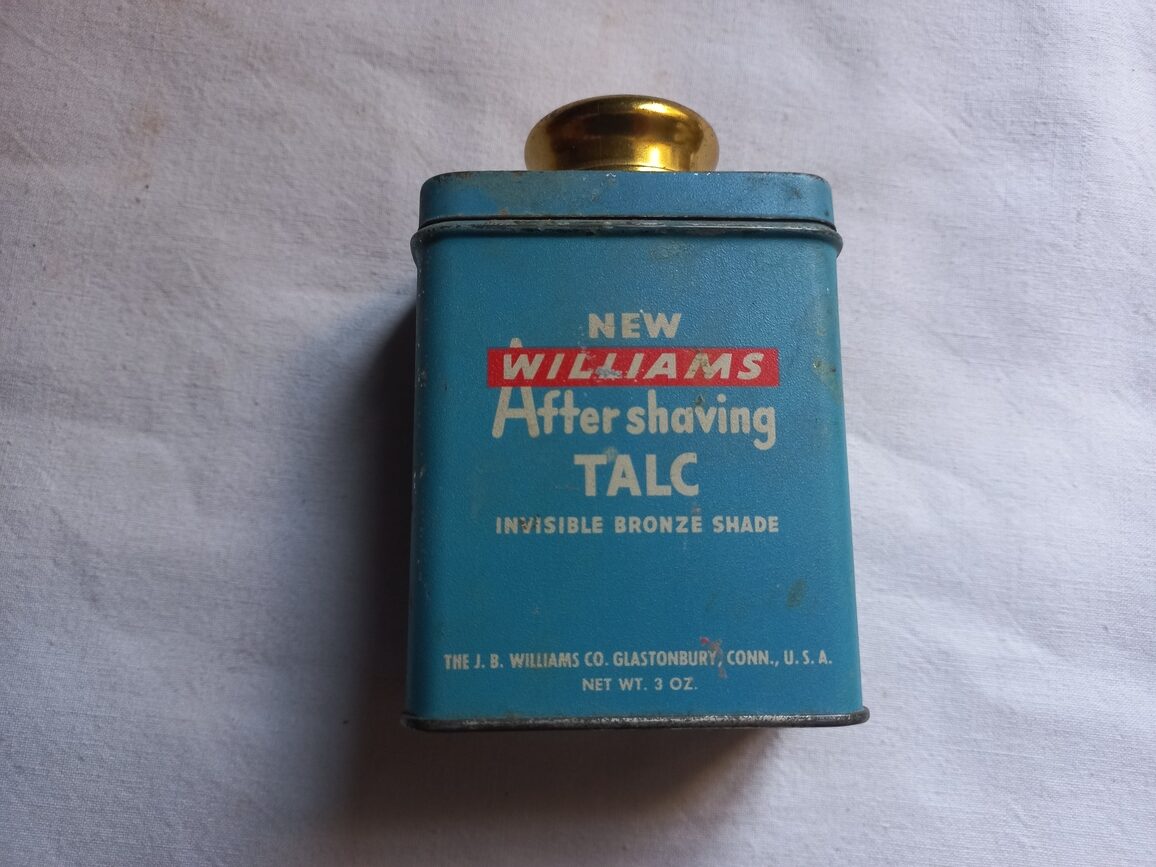 NEW
WILLIAMS
After shaving
TALC
INVISIBLE BRONZE SHADE
THE J. B. WILLIAMS CO. GLASTONBURY, CONN., U. S. A.
NET WT. 3 OZ.